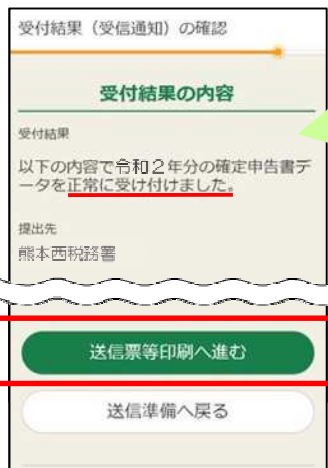 受付結果（受信通知）の確認
受付結果の内容
受付結果
以下の内容で令和２年分の確定申告書デ
ータを正常に受け付けました。
提出先
熊本西税務署
送信票等印刷へ進む
送信準備へ戻る